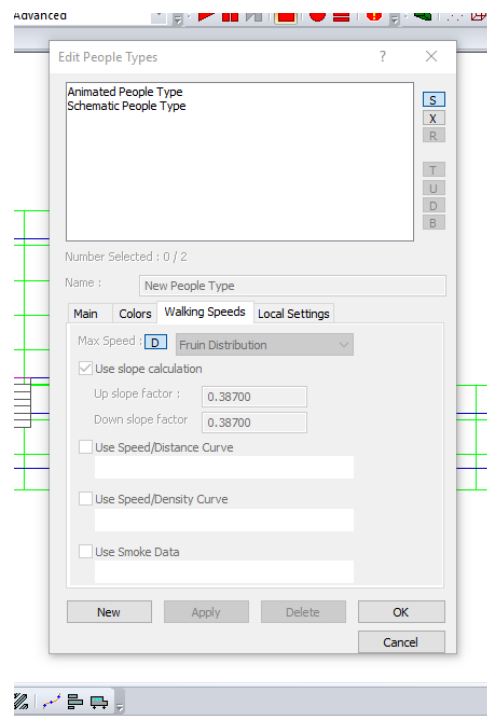 Advanced
Edit People Types ? ×
Animated People Type
Schematic People Type
S
X
R
T
U
D
B
Number Selected : 0 / 2
Name : New People Type
Main Colors Walking Speeds Local Settings
Max Speed : D Fruin Distribution
Use slope calculation
Up slope factor : 0.38700
Down slope factor 0.38700
Use Speed/Distance Curve
Use Speed/Density Curve
Use Smoke Data
New Apply Delete OK
Cancel